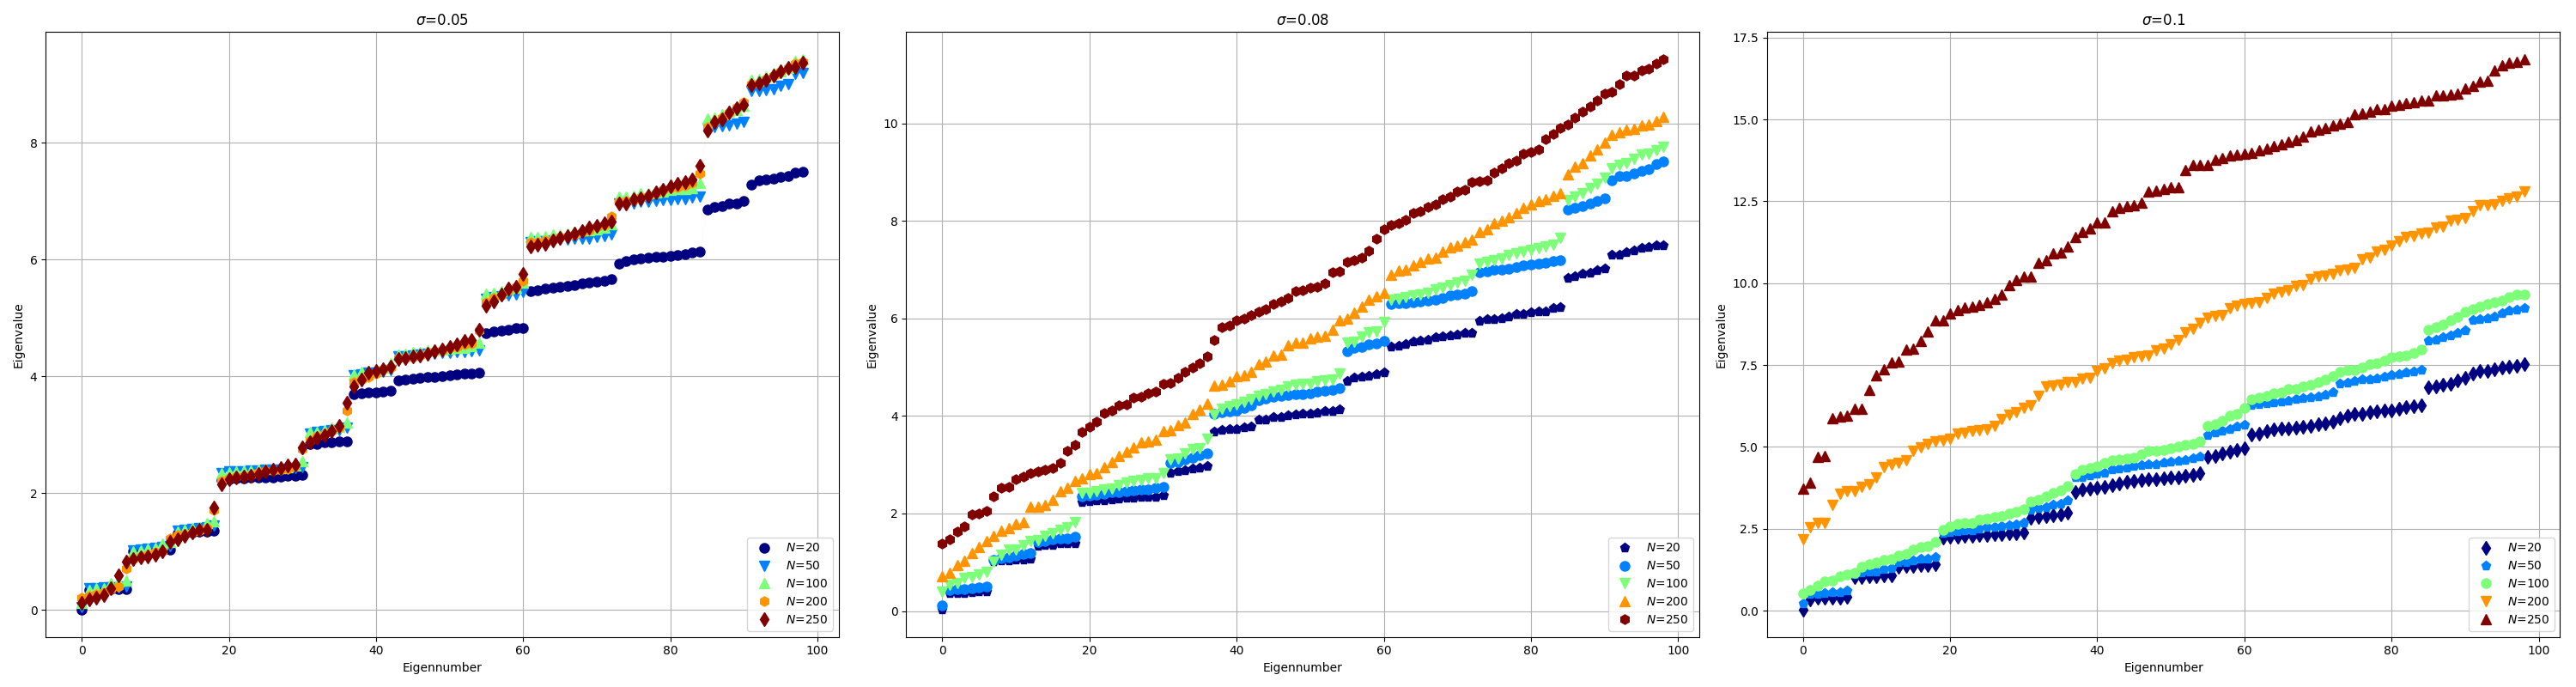 σ=0.05
8
6
4
2
0
Eigenvalue
0
20
40
60
80
100
Eigennumber
N=20
N=50
N=100
N=200
N=250
σ=0.08
10
8
6
4
2
0
Eigenvalue
0
20
40
60
80
100
Eigennumber
N=20
N=50
N=100
N=200
N=250
σ=0.1
17.5
15.0
12.5
10.0
7.5
5.0
2.5
0.0
Eigenvalue
0
20
40
60
80
100
Eigennumber
N=20
N=50
N=100
N=200
N=250